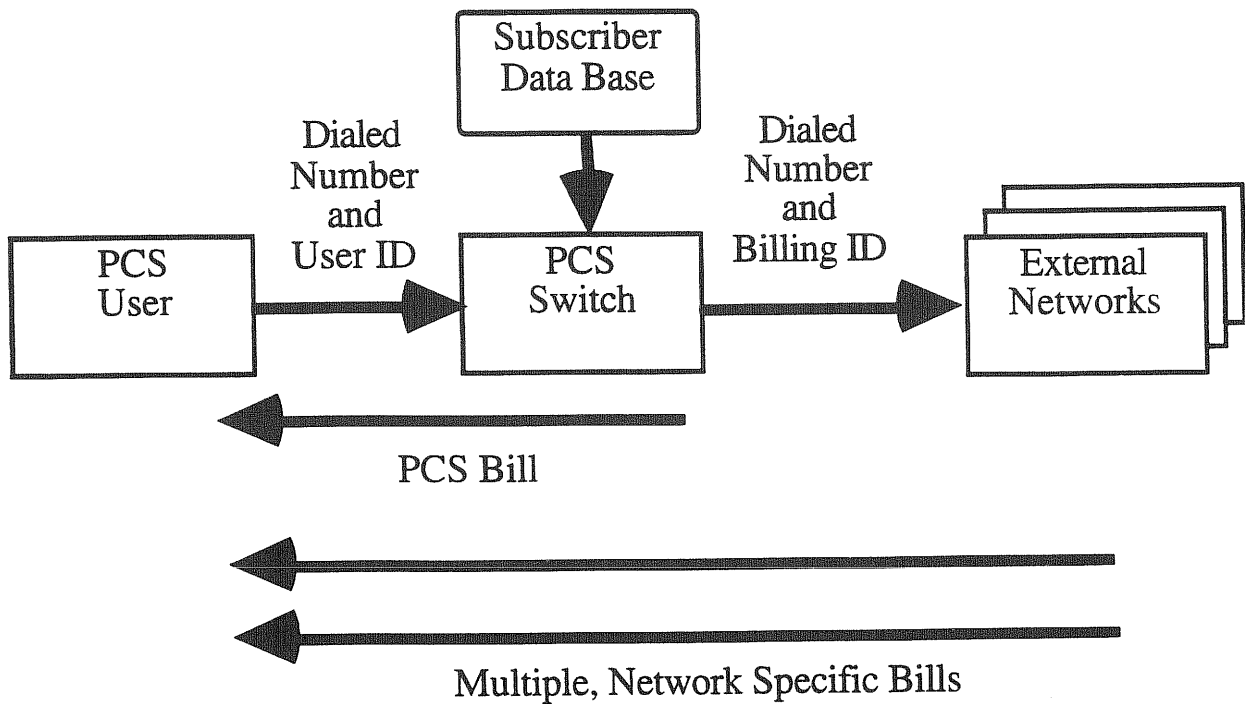 Subscriber
Data Base
Dialed
Number
and
User ID
Dialed
Number
and
Billing ID
PCS
User
PCS
Switch
External
Networks
PCS Bill
Multiple, Network Specific Bills